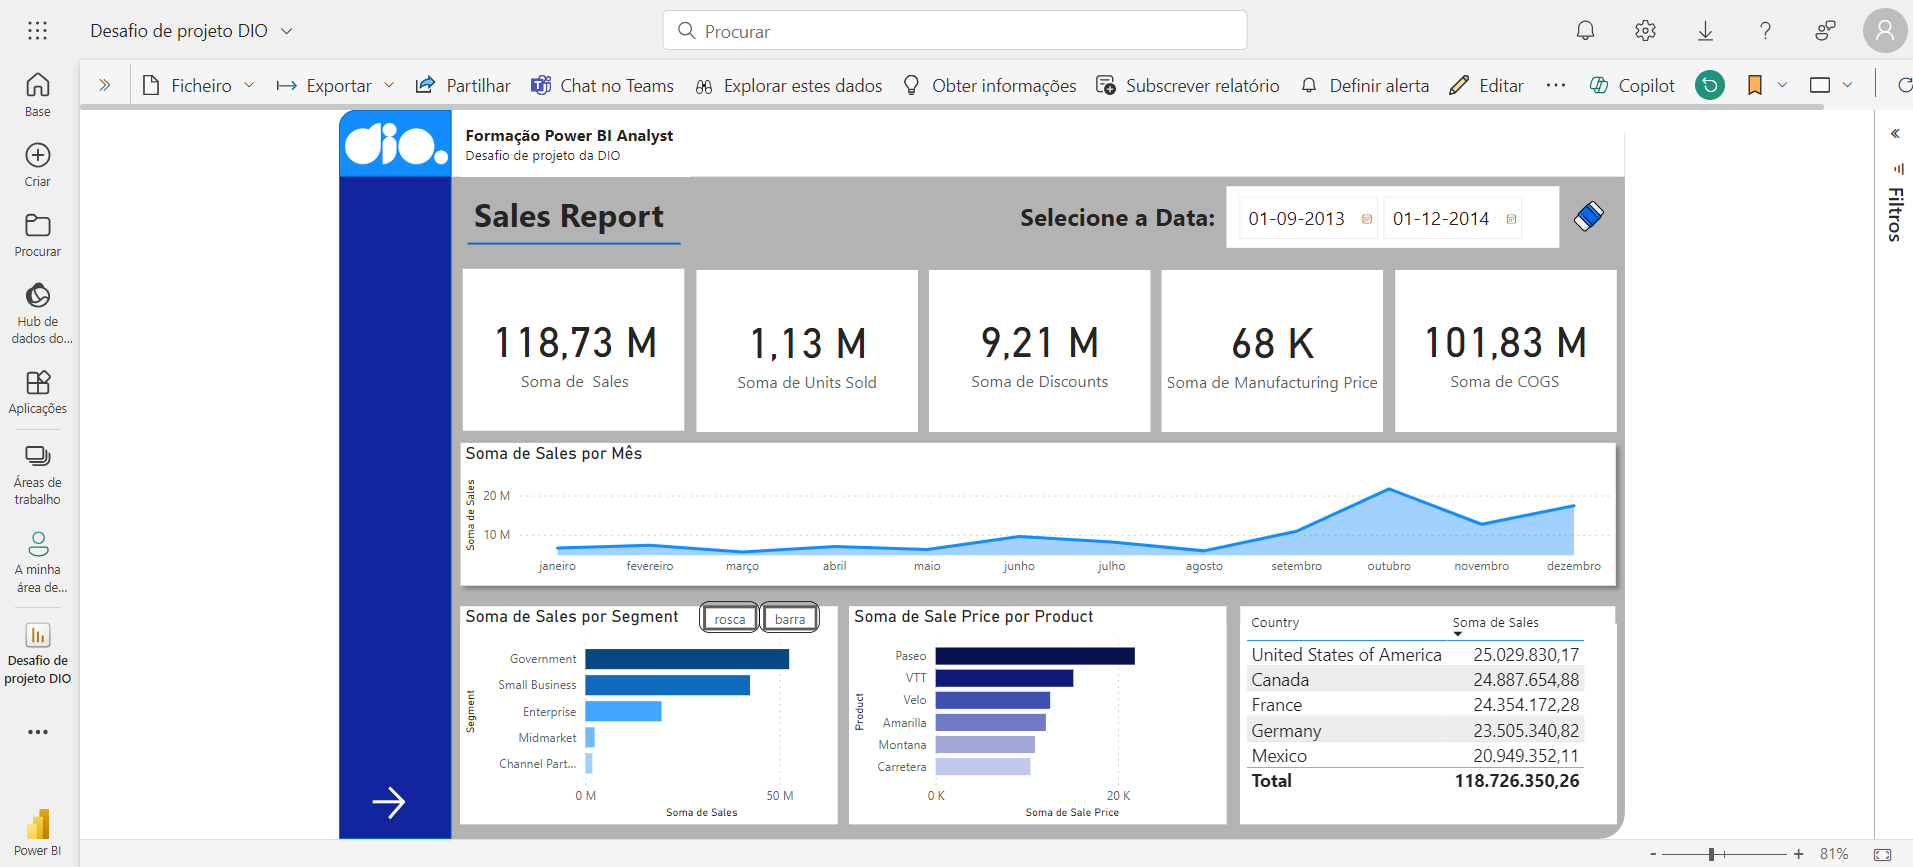 Desafio de projeto DIO
Procurar
Ficheiro
Exportar
Partilhar
Chat no Teams
Explorar estes dados
Obter informações
Subscrever relatório
Definir alerta
Editar
Copilot
Base
Criar
Procurar
Hub de
dados do...
Aplicações
Áreas de
trabalho
A minha
área de...
Desafio de
projeto DIO
Power BI
dio.
Formação Power BI Analyst
Desafio de projeto da DIO
Sales Report
Selecione a Data:
01-09-2013
01-12-2014
118,73 M
Soma de  Sales
1,13 M
Soma de Units Sold
9,21 M
Soma de Discounts
68 K
Soma de Manufacturing Price
101,83 M
Soma de COGS
Soma de Sales por Mês
Soma de Sales
20 M
10 M
janeiro fevereiro março abril maio junho julho agosto setembro outubro novembro dezembro
Soma de Sales por Segment
rosca
barra
Segment
Government
Small Business
Enterprise
Midmarket
Channel Part...
0 M 50 M
Soma de Sales
Soma de Sale Price por Product
Product
Paseo
VTT
Velo
Amarilla
Montana
Carretera
0 K 20 K
Soma de Sale Price
Country Soma de Sales
United States of America 25.029.830,17
Canada 24.887.654,88
France 24.354.172,28
Germany 23.505.340,82
Mexico 20.949.352,11
Total 118.726.350,26
Filtros
- + 81%